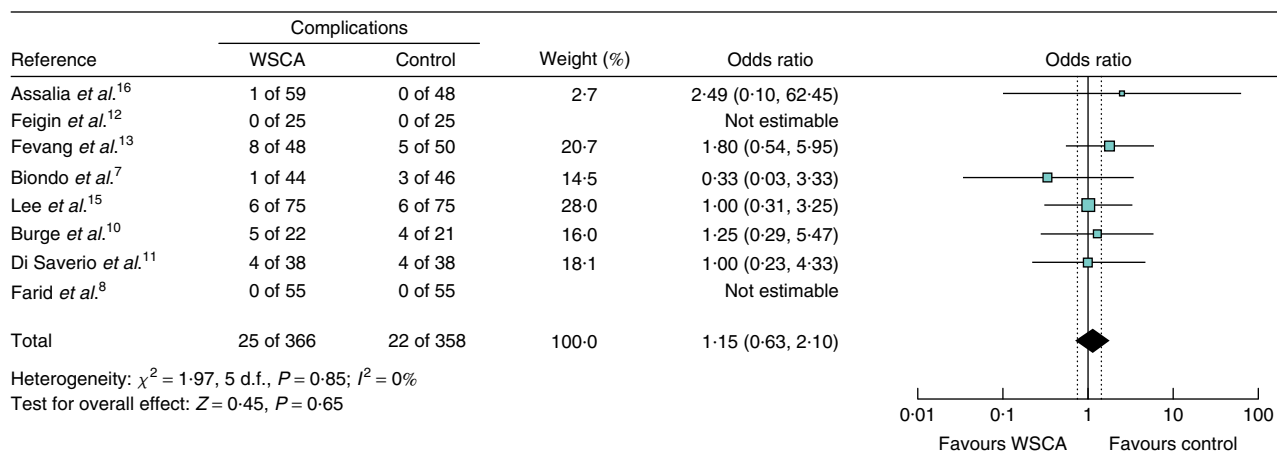 Complications
Reference WSCA Control Weight (%) Odds ratio Odds ratio
Assalia et al.16 1 of 59 0 of 48 2·7 2·49 (0·10, 62·45)
Feigin et al.12 0 of 25 0 of 25 Not estimable
Fevang et al.13 8 of 48 5 of 50 20·7 1·80 (0·54, 5·95)
Biondo et al.7 1 of 44 3 of 46 14·5 0·33 (0·03, 3·33)
Lee et al.15 6 of 75 6 of 75 28·0 1·00 (0·31, 3·25)
Burge et al.10 5 of 22 4 of 21 16·0 1·25 (0·29, 5·47)
Di Saverio et al.11 4 of 38 4 of 38 18·1 1·00 (0·23, 4·33)
Farid et al.8 0 of 55 0 of 55 Not estimable
Total 25 of 366 22 of 358 100·0 1·15 (0·63, 2·10)
Heterogeneity: χ2 = 1·97, 5 d.f., P = 0·85; I2 = 0%
Test for overall effect: Z = 0·45, P = 0·65
0·01 0·1 1 10 100
Favours WSCA Favours control